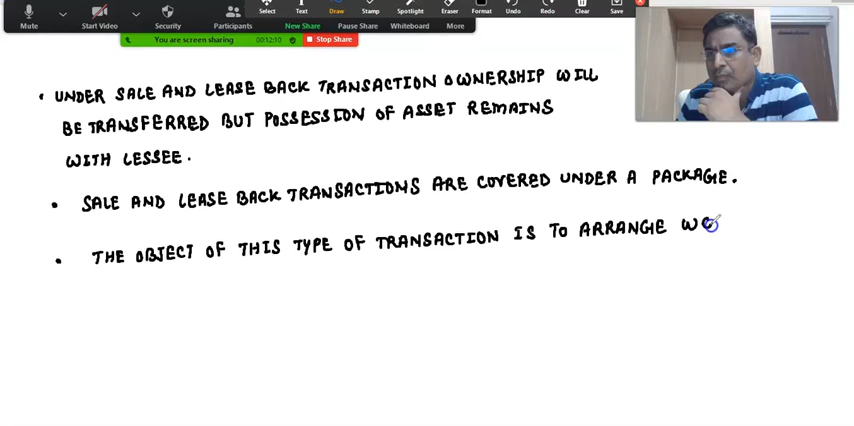 Select Text Draw Stamp Spotlight Eraser Format Undo Redo Clear Save
Mute Start Video Security Participants New Share Pause Share Whiteboard More
You are screen sharing 00:12:10 Stop Share
• UNDER SALE AND LEASE BACK TRANSACTION OWNERSHIP WILL
BE TRANSFERRED BUT POSSESSION OF ASSET REMAINS
WITH LESSEE.
• SALE AND LEASE BACK TRANSACTIONS ARE COVERED UNDER A PACKAGE.
• THE OBJECT OF THIS TYPE OF TRANSACTION IS TO ARRANGE